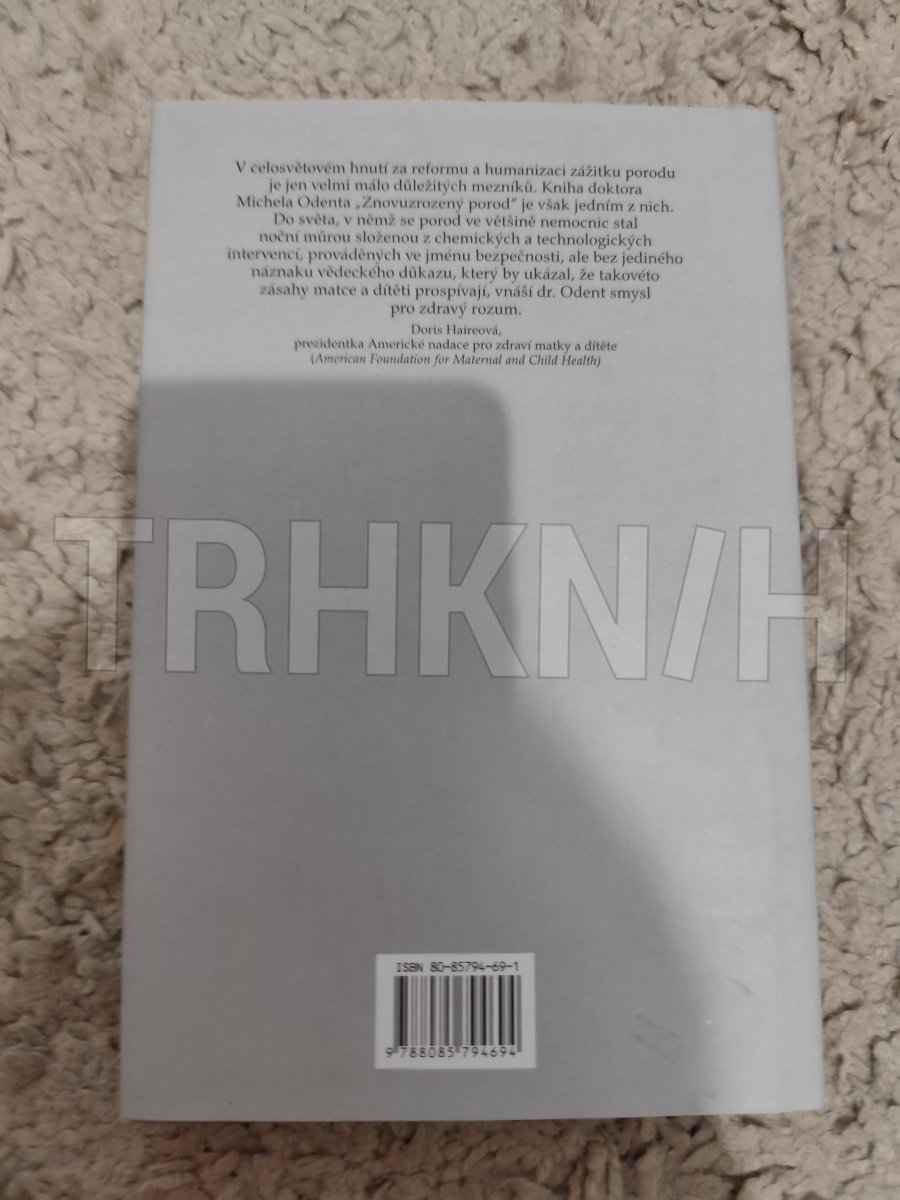 V celosvětovém hnutí za reformu a humanizaci zážitku porodu
je jen velmi málo důležitých mezníků. Kniha doktora
Michela Odenta „Znovuzrozený porod“ je však jedním z nich.
Do světa, v němž se porod ve většině nemocnic stal
noční můrou složenou z chemických a technologických
intervencí, prováděných ve jménu bezpečnosti, ale bez jediného
náznaku vědeckého důkazu, který by ukázal, že takovéto
zásahy matce a dítěti prospívají, vnáší dr. Odent smysl
pro zdravý rozum.
Doris Haireová,
prezidentka Americké nadace pro zdraví matky a dítěte
(American Foundation for Maternal and Child Health)
TRHKNIH
ISBN 80-85794-69-1
9 788085 794694